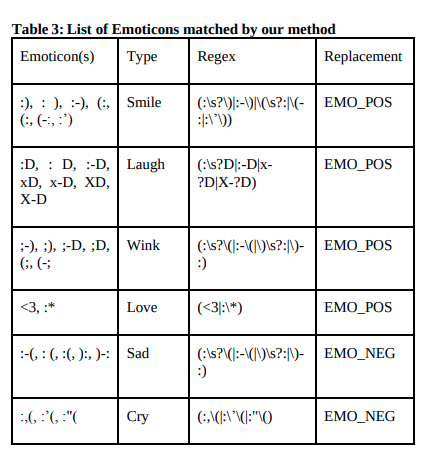 Table 3: List of Emoticons matched by our method
Emoticon(s) Type Regex Replacement
:), : ), :-), (:, Smile (:\s?\)|:-\)|\(\s?:|\(- EMO_POS
(:, (-:, :’) :|:\’\))
:D, : D, :-D, Laugh (:\s?D|:-D|x- EMO_POS
xD, x-D, XD, ?D|X-?D)
X-D
;-), ;), ;-D, ;D, Wink (:\s?\(|:-\(|\)\s?:|\)- EMO_POS
(;, (-; :)
<3, :* Love (<3|:\*) EMO_POS
:-(, : (, :(, ):, )-: Sad (:\s?\(|:-\(|\)\s?:|\)- EMO_NEG
:)
:,(, :’(, :"( Cry (:,\(|:\’\(|:"\() EMO_NEG